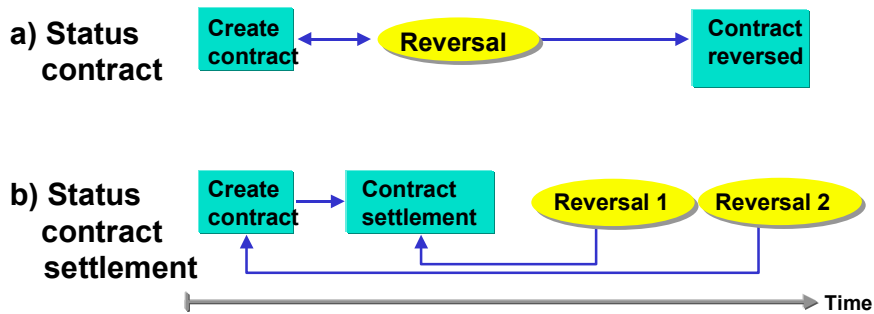 a) Status
contract
Create
contract
Reversal
Contract
reversed
b) Status
contract
settlement
Create
contract
Contract
settlement
Reversal 1
Reversal 2
Time